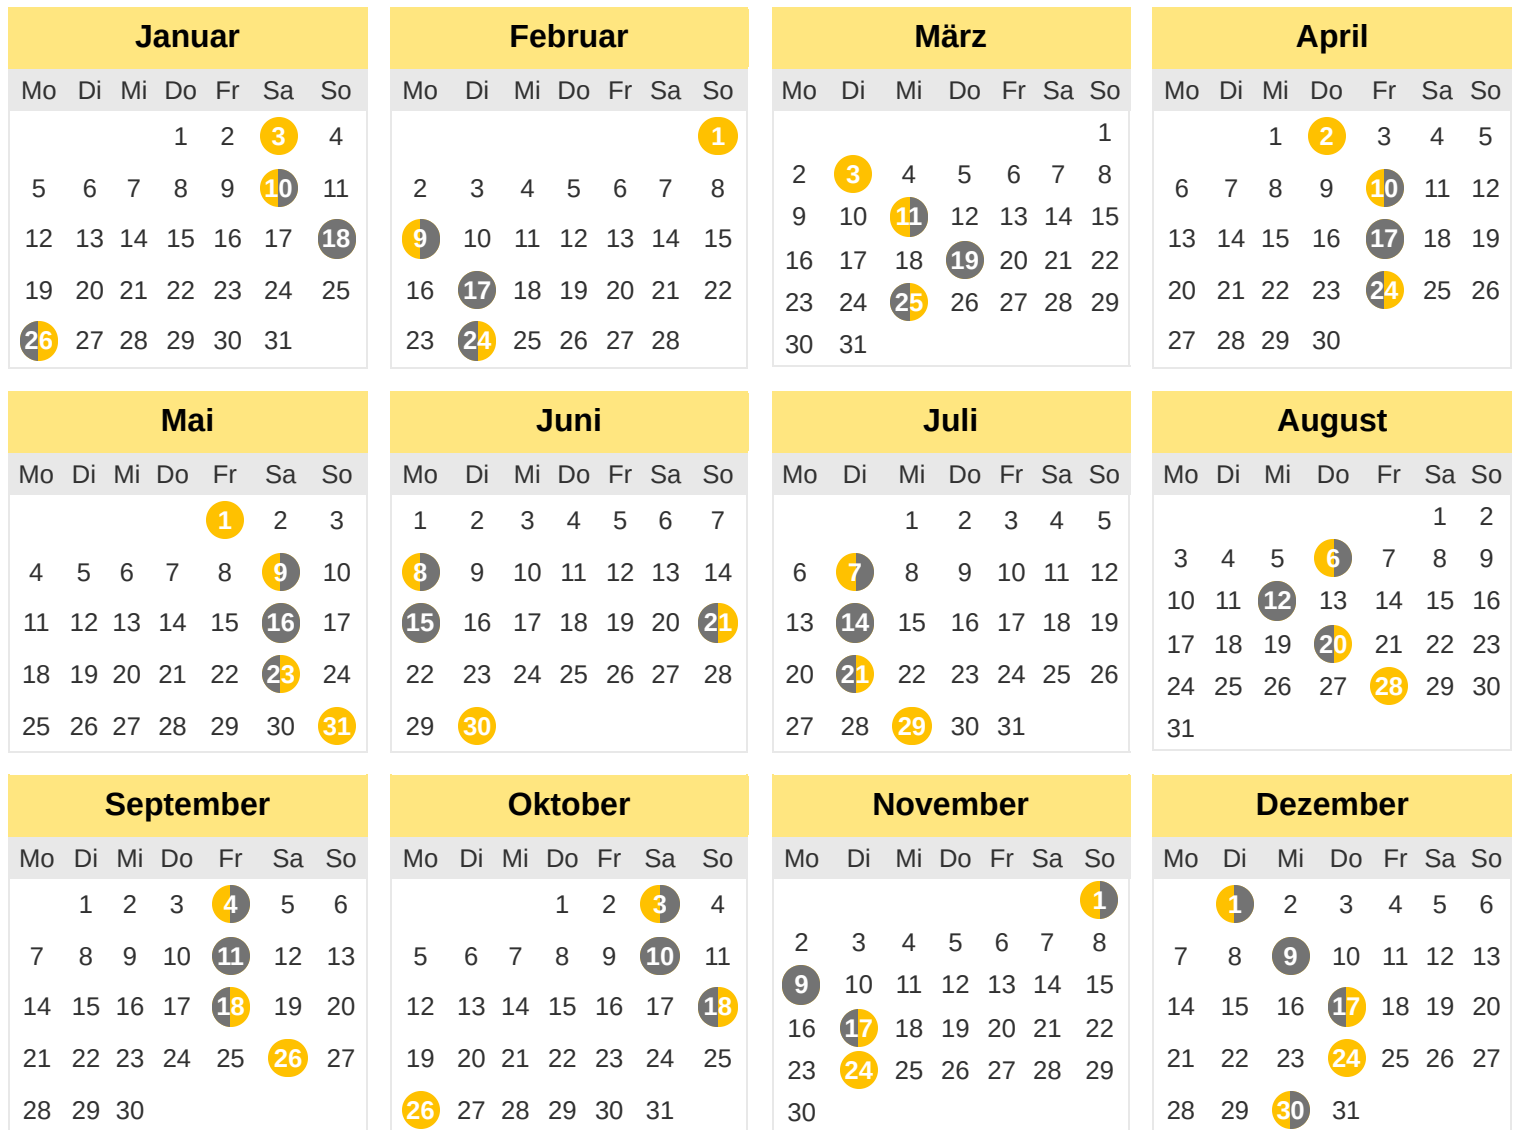 Januar
Mo Di Mi Do Fr Sa So
1 2 3 4
5 6 7 8 9 10 11
12 13 14 15 16 17 18
19 20 21 22 23 24 25
26 27 28 29 30 31
Februar
Mo Di Mi Do Fr Sa So
1
2 3 4 5 6 7 8
9 10 11 12 13 14 15
16 17 18 19 20 21 22
23 24 25 26 27 28
März
Mo Di Mi Do Fr Sa So
1
2 3 4 5 6 7 8
9 10 11 12 13 14 15
16 17 18 19 20 21 22
23 24 25 26 27 28 29
30 31
April
Mo Di Mi Do Fr Sa So
1 2 3 4 5
6 7 8 9 10 11 12
13 14 15 16 17 18 19
20 21 22 23 24 25 26
27 28 29 30
Mai
Mo Di Mi Do Fr Sa So
1 2 3
4 5 6 7 8 9 10
11 12 13 14 15 16 17
18 19 20 21 22 23 24
25 26 27 28 29 30 31
Juni
Mo Di Mi Do Fr Sa So
1 2 3 4 5 6 7
8 9 10 11 12 13 14
15 16 17 18 19 20 21
22 23 24 25 26 27 28
29 30
Juli
Mo Di Mi Do Fr Sa So
1 2 3 4 5
6 7 8 9 10 11 12
13 14 15 16 17 18 19
20 21 22 23 24 25 26
27 28 29 30 31
August
Mo Di Mi Do Fr Sa So
1 2
3 4 5 6 7 8 9
10 11 12 13 14 15 16
17 18 19 20 21 22 23
24 25 26 27 28 29 30
31
September
Mo Di Mi Do Fr Sa So
1 2 3 4 5 6
7 8 9 10 11 12 13
14 15 16 17 18 19 20
21 22 23 24 25 26 27
28 29 30
Oktober
Mo Di Mi Do Fr Sa So
1 2 3 4
5 6 7 8 9 10 11
12 13 14 15 16 17 18
19 20 21 22 23 24 25
26 27 28 29 30 31
November
Mo Di Mi Do Fr Sa So
1
2 3 4 5 6 7 8
9 10 11 12 13 14 15
16 17 18 19 20 21 22
23 24 25 26 27 28 29
30
Dezember
Mo Di Mi Do Fr Sa So
1 2 3 4 5 6
7 8 9 10 11 12 13
14 15 16 17 18 19 20
21 22 23 24 25 26 27
28 29 30 31